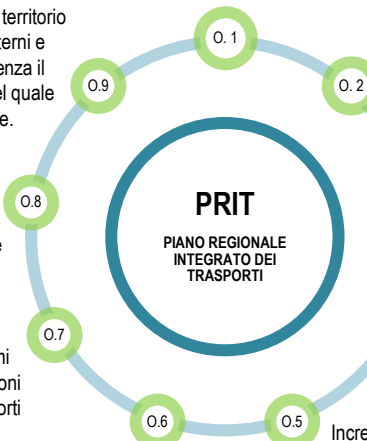 territorio
terni e
enza il
el quale
e.
O. 1
O. 2
O.9
O.8
PRIT
PIANO REGIONALE
INTEGRATO DEI
TRASPORTI
e
O.7
ni
oni
orti
O.6
O.5
Incre